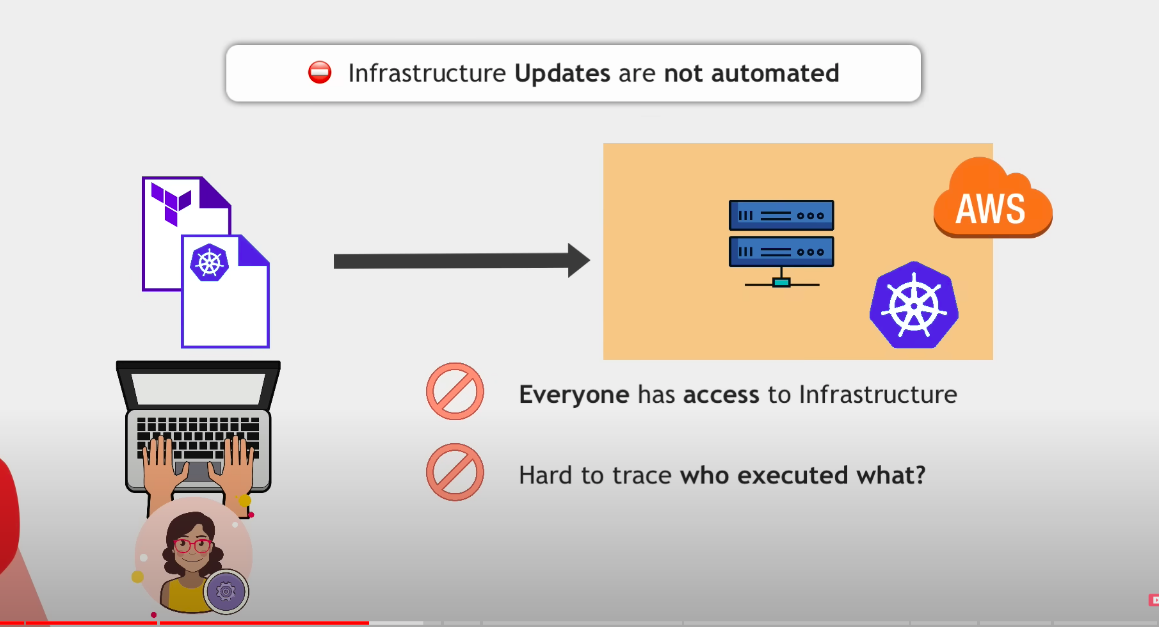 Infrastructure Updates are not automated
AWS
Everyone has access to Infrastructure
Hard to trace who executed what?